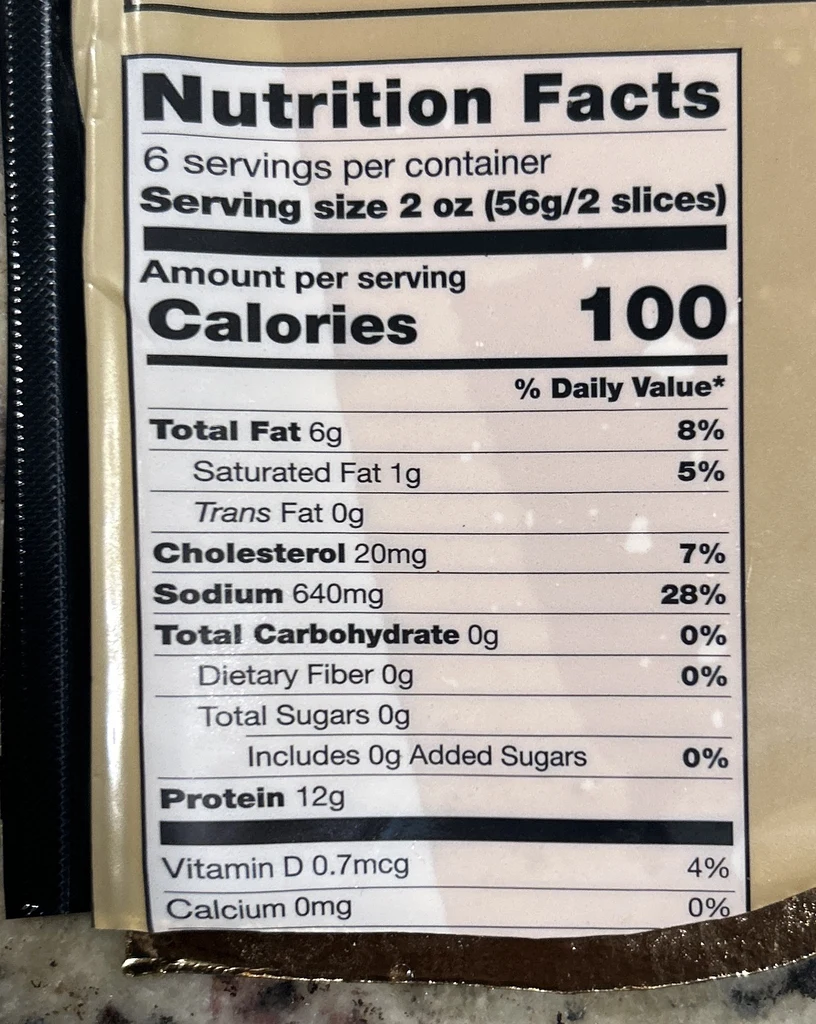 Nutrition Facts
6 servings per container
Serving size 2 oz (56g/2 slices)
Amount per serving
Calories 100
% Daily Value*
Total Fat 6g 8%
Saturated Fat 1g 5%
Trans Fat 0g
Cholesterol 20mg 7%
Sodium 640mg 28%
Total Carbohydrate 0g 0%
Dietary Fiber 0g 0%
Total Sugars 0g
Includes 0g Added Sugars 0%
Protein 12g
Vitamin D 0.7mcg 4%
Calcium 0mg 0%